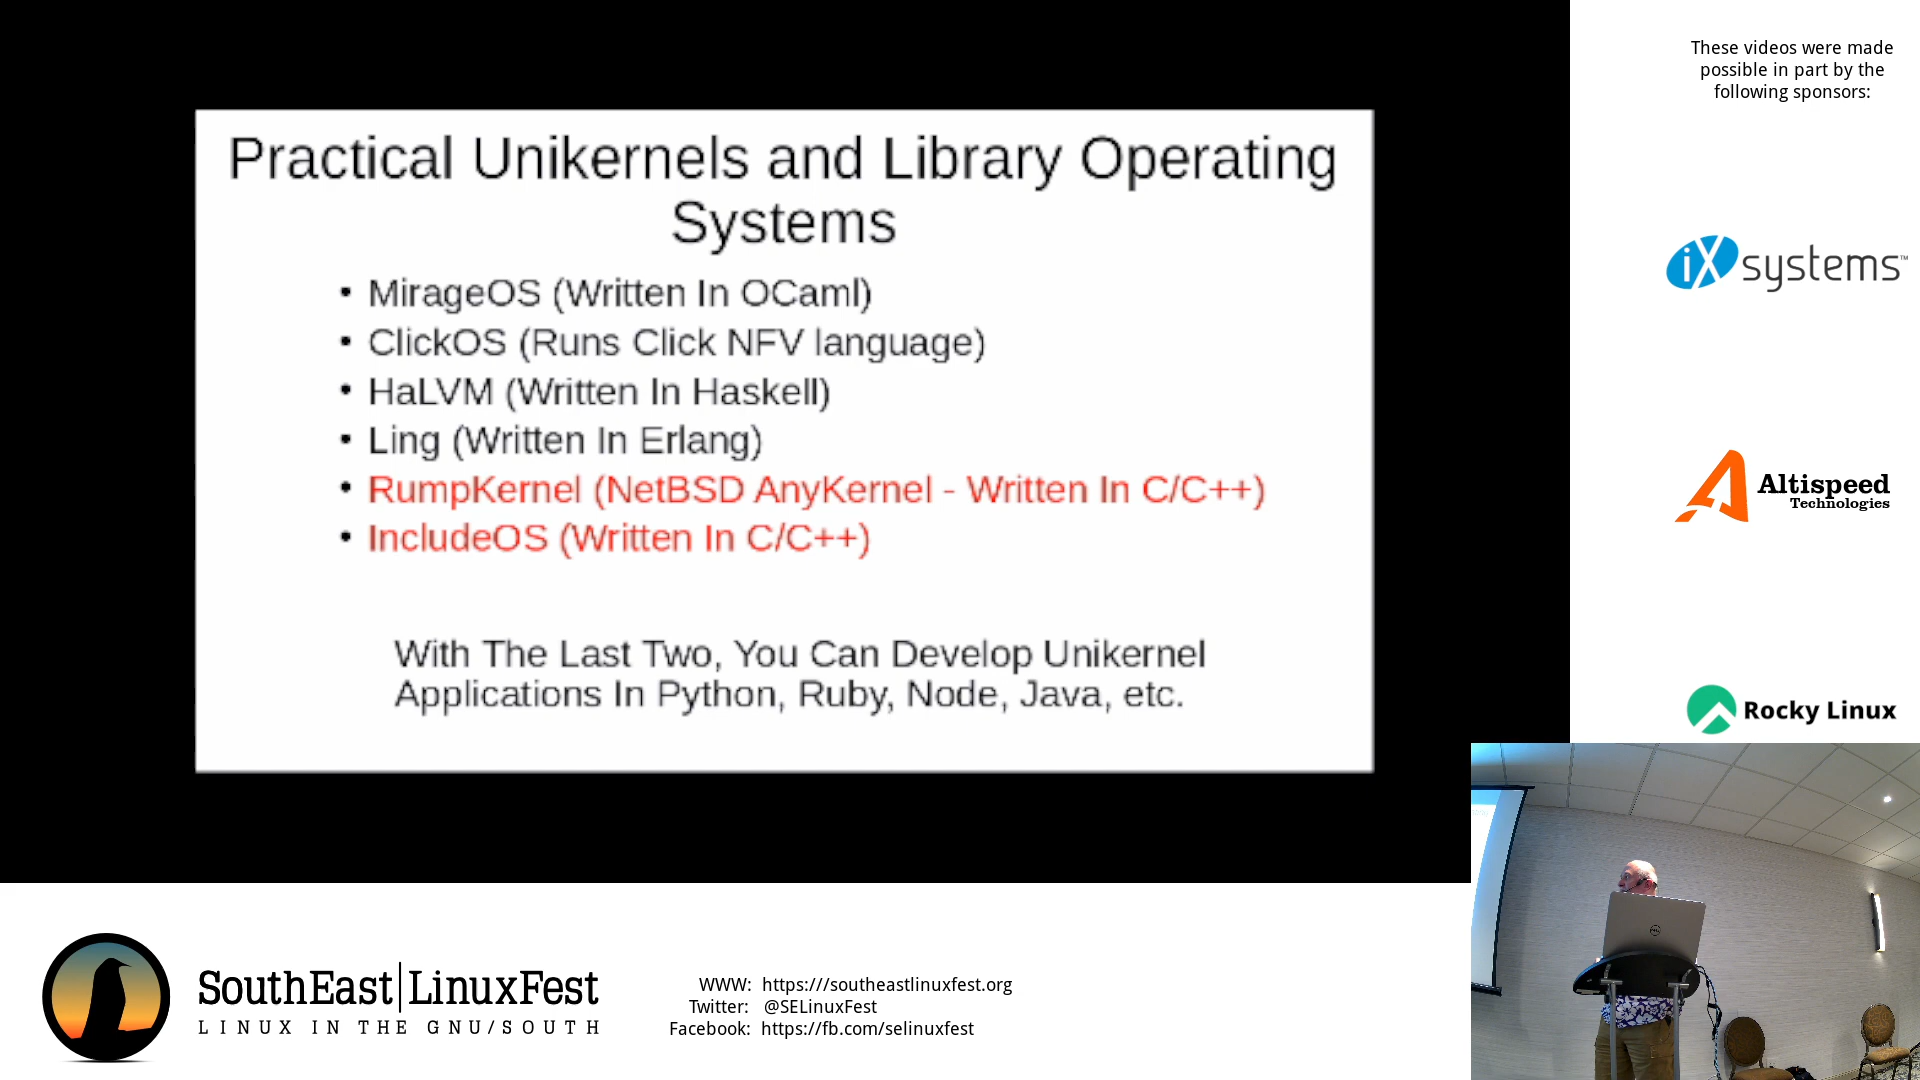 Practical Unikernels and Library Operating
Systems
• MirageOS (Written In OCaml)
• ClickOS (Runs Click NFV language)
• HaLVM (Written In Haskell)
• Ling (Written In Erlang)
• RumpKernel (NetBSD AnyKernel - Written In C/C++)
• IncludeOS (Written In C/C++)
With The Last Two, You Can Develop Unikernel
Applications In Python, Ruby, Node, Java, etc.
These videos were made
possible in part by the
following sponsors:
iXsystems™
Altispeed
Technologies
Rocky Linux
SouthEast|LinuxFest
LINUX IN THE GNU/SOUTH
WWW: https:///southeastlinuxfest.org
Twitter: @SELinuxFest
Facebook: https://fb.com/selinuxfest
DELL